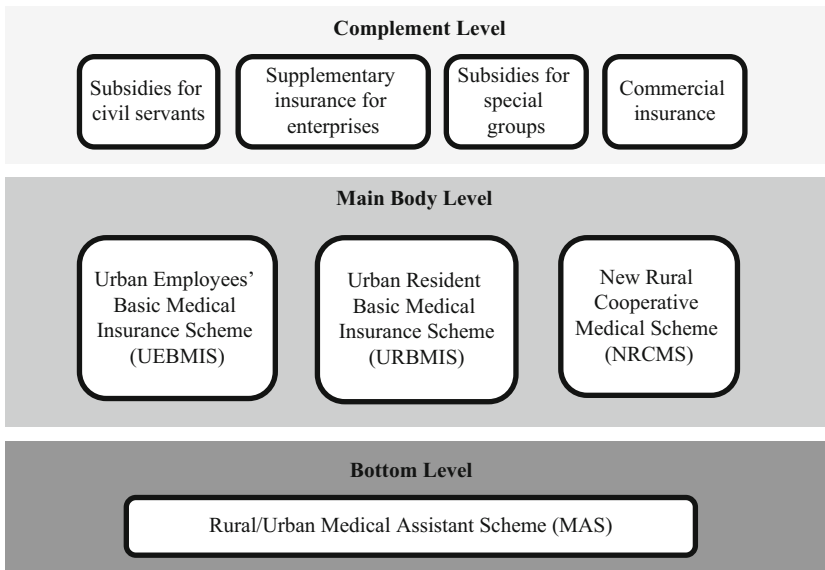 Complement Level
Subsidies for
civil servants
Supplementary
insurance for
enterprises
Subsidies for
special
groups
Commercial
insurance
Main Body Level
Urban Employees’
Basic Medical
Insurance Scheme
(UEBMIS)
Urban Resident
Basic Medical
Insurance Scheme
(URBMIS)
New Rural
Cooperative
Medical Scheme
(NRCMS)
Bottom Level
Rural/Urban Medical Assistant Scheme (MAS)